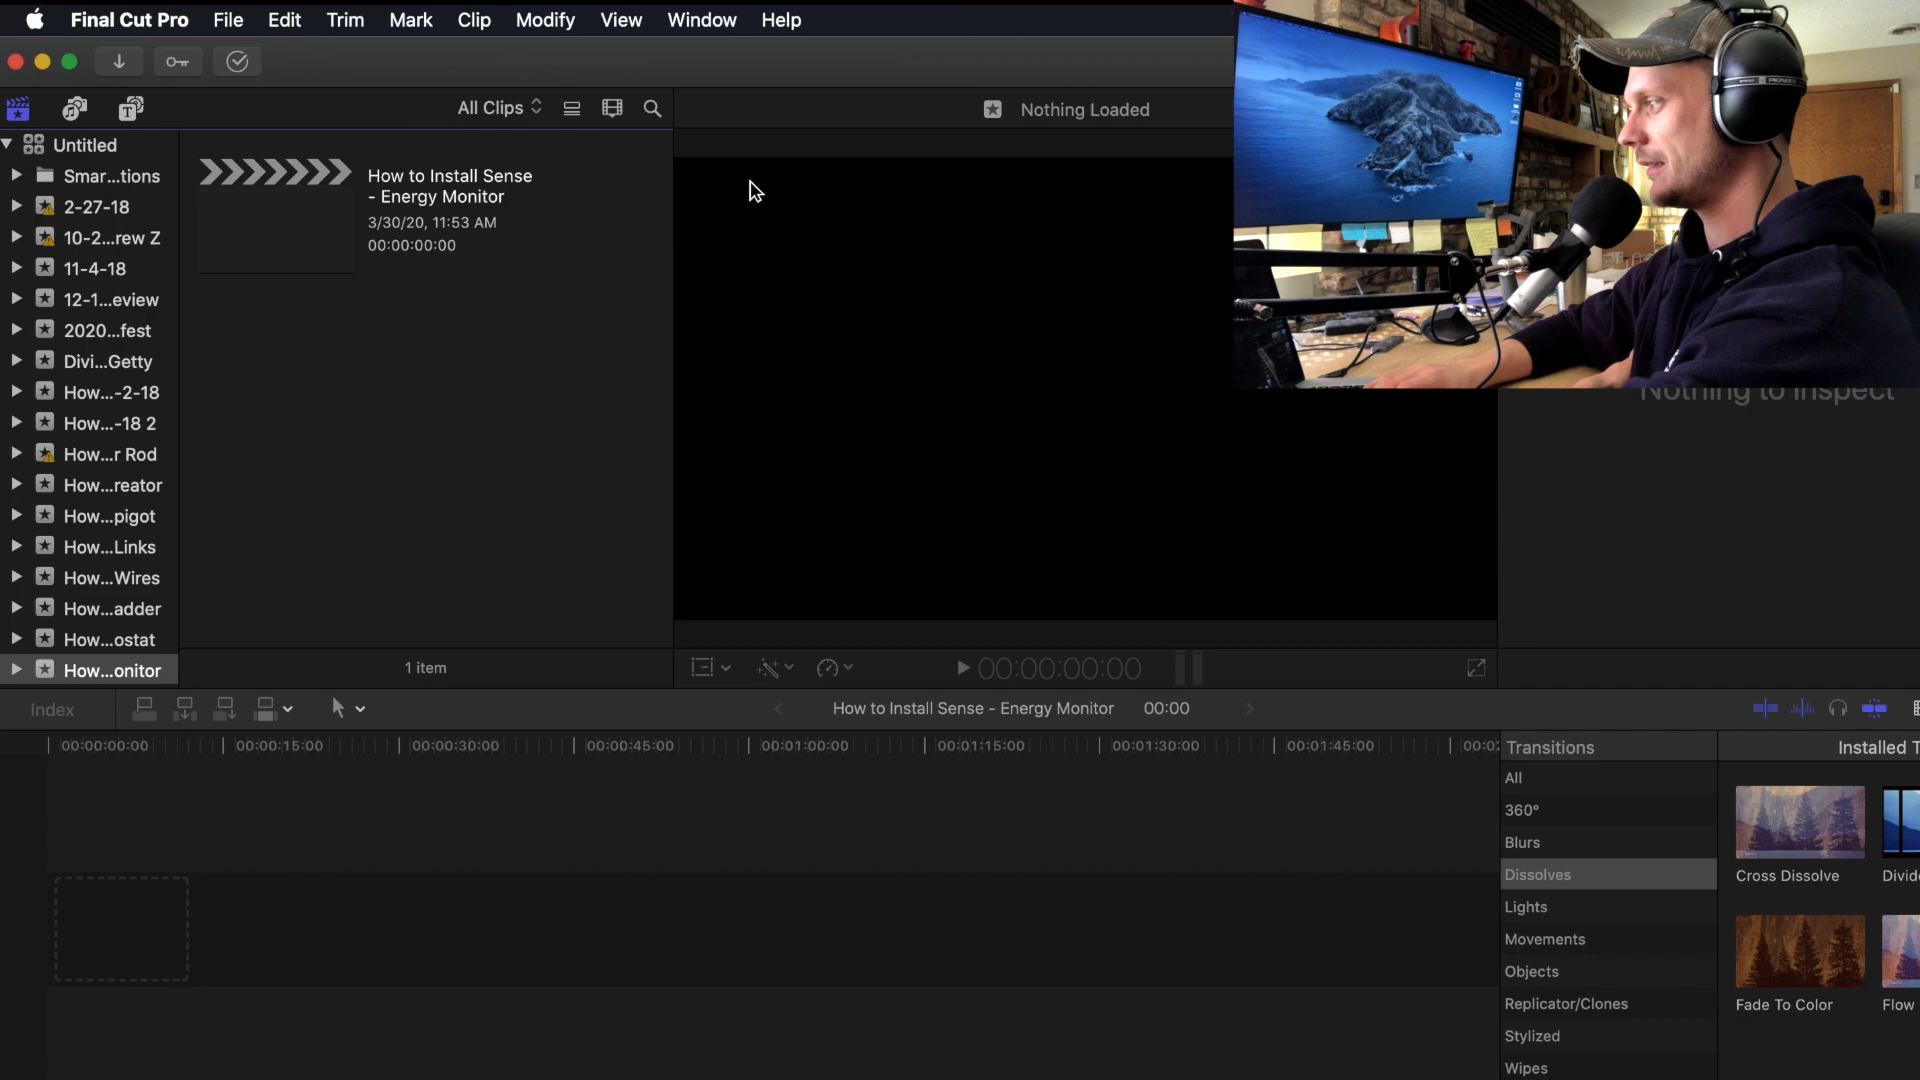 Final Cut Pro File Edit Trim Mark Clip Modify View Window Help
All Clips
Nothing Loaded
Untitled
Smar...tions
2-27-18
10-2...rew Z
11-4-18
12-1...eview
2020...fest
Divi...Getty
How...-2-18
How...-18 2
How...r Rod
How...reator
How...pigot
How...Links
How...Wires
How...adder
How...ostat
How...onitor
How to Install Sense
- Energy Monitor
3/30/20, 11:53 AM
00:00:00:00
1 item
00:00:00:00
Nothing to Inspect
Index
How to Install Sense - Energy Monitor 00:00
00:00:00:00 00:00:15:00 00:00:30:00 00:00:45:00 00:01:00:00 00:01:15:00 00:01:30:00 00:01:45:00 00:02
Transitions
Installed T
All
360°
Blurs
Dissolves
Lights
Movements
Objects
Replicator/Clones
Stylized
Wipes
Cross Dissolve
Divid
Fade To Color
Flow